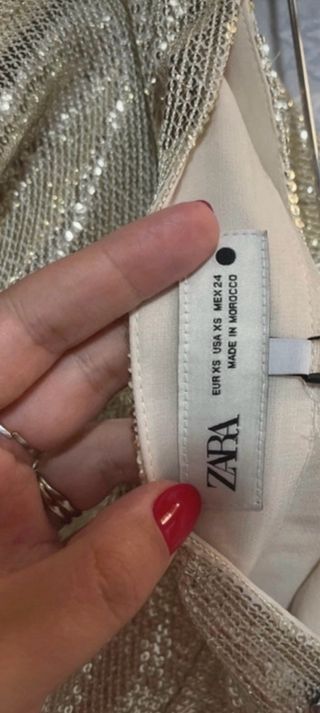 ZARA
EUR XS USA XS MEX 24
MADE IN MOROCCO